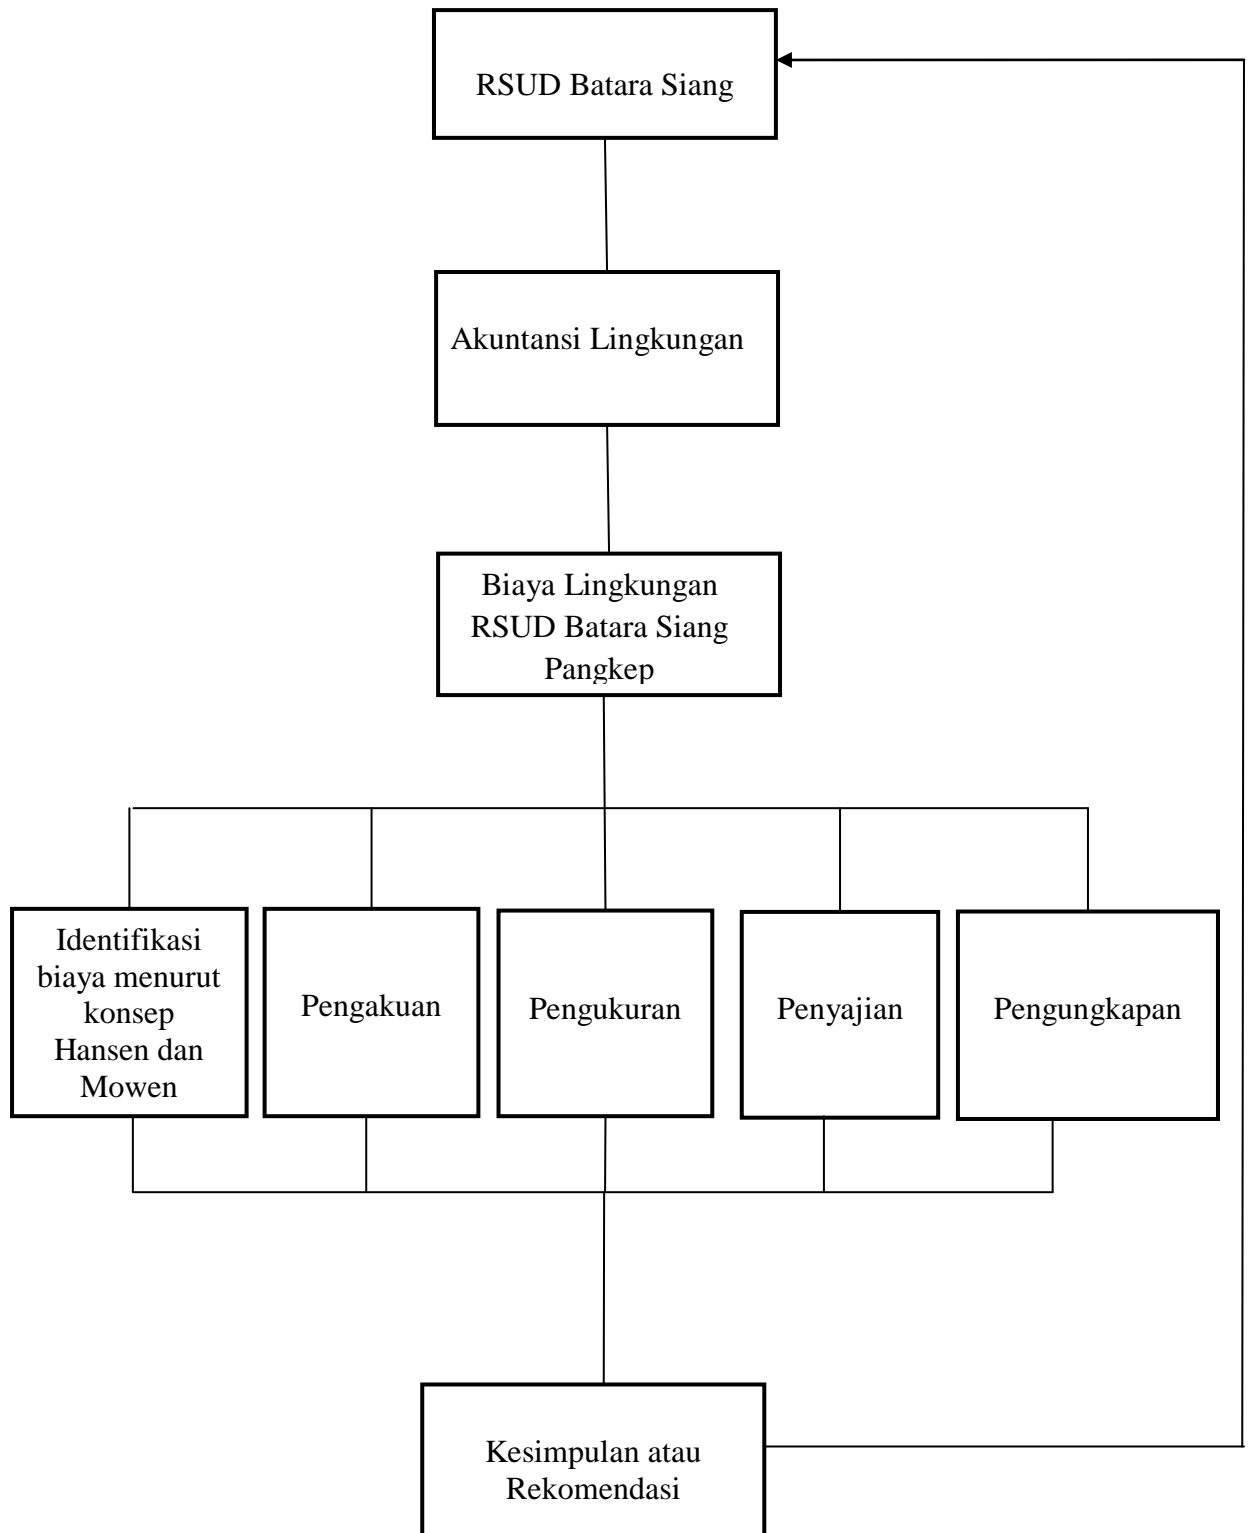 RSUD Batara Siang
Akuntansi Lingkungan
Biaya Lingkungan
RSUD Batara Siang
Pangkep
Identifikasi
biaya menurut
konsep
Hansen dan
Mowen
Pengakuan
Pengukuran
Penyajian
Pengungkapan
Kesimpulan atau
Rekomendasi